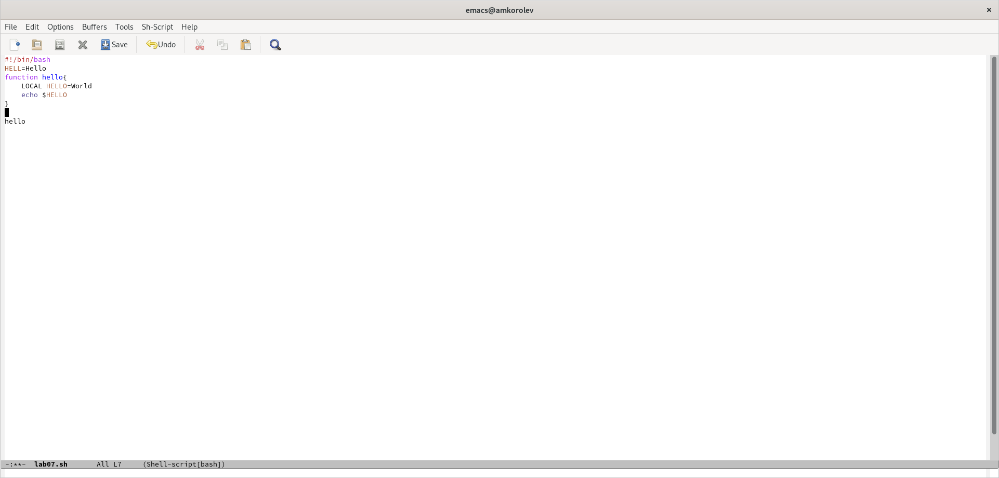 emacs@amkorolev
File Edit Options Buffers Tools Sh-Script Help
Save Undo
#!/bin/bash
HELL=Hello
function hello{
    LOCAL HELLO=World
    echo $HELLO
}
hello
-:**-  lab07.sh       All L7     (Shell-script[bash])